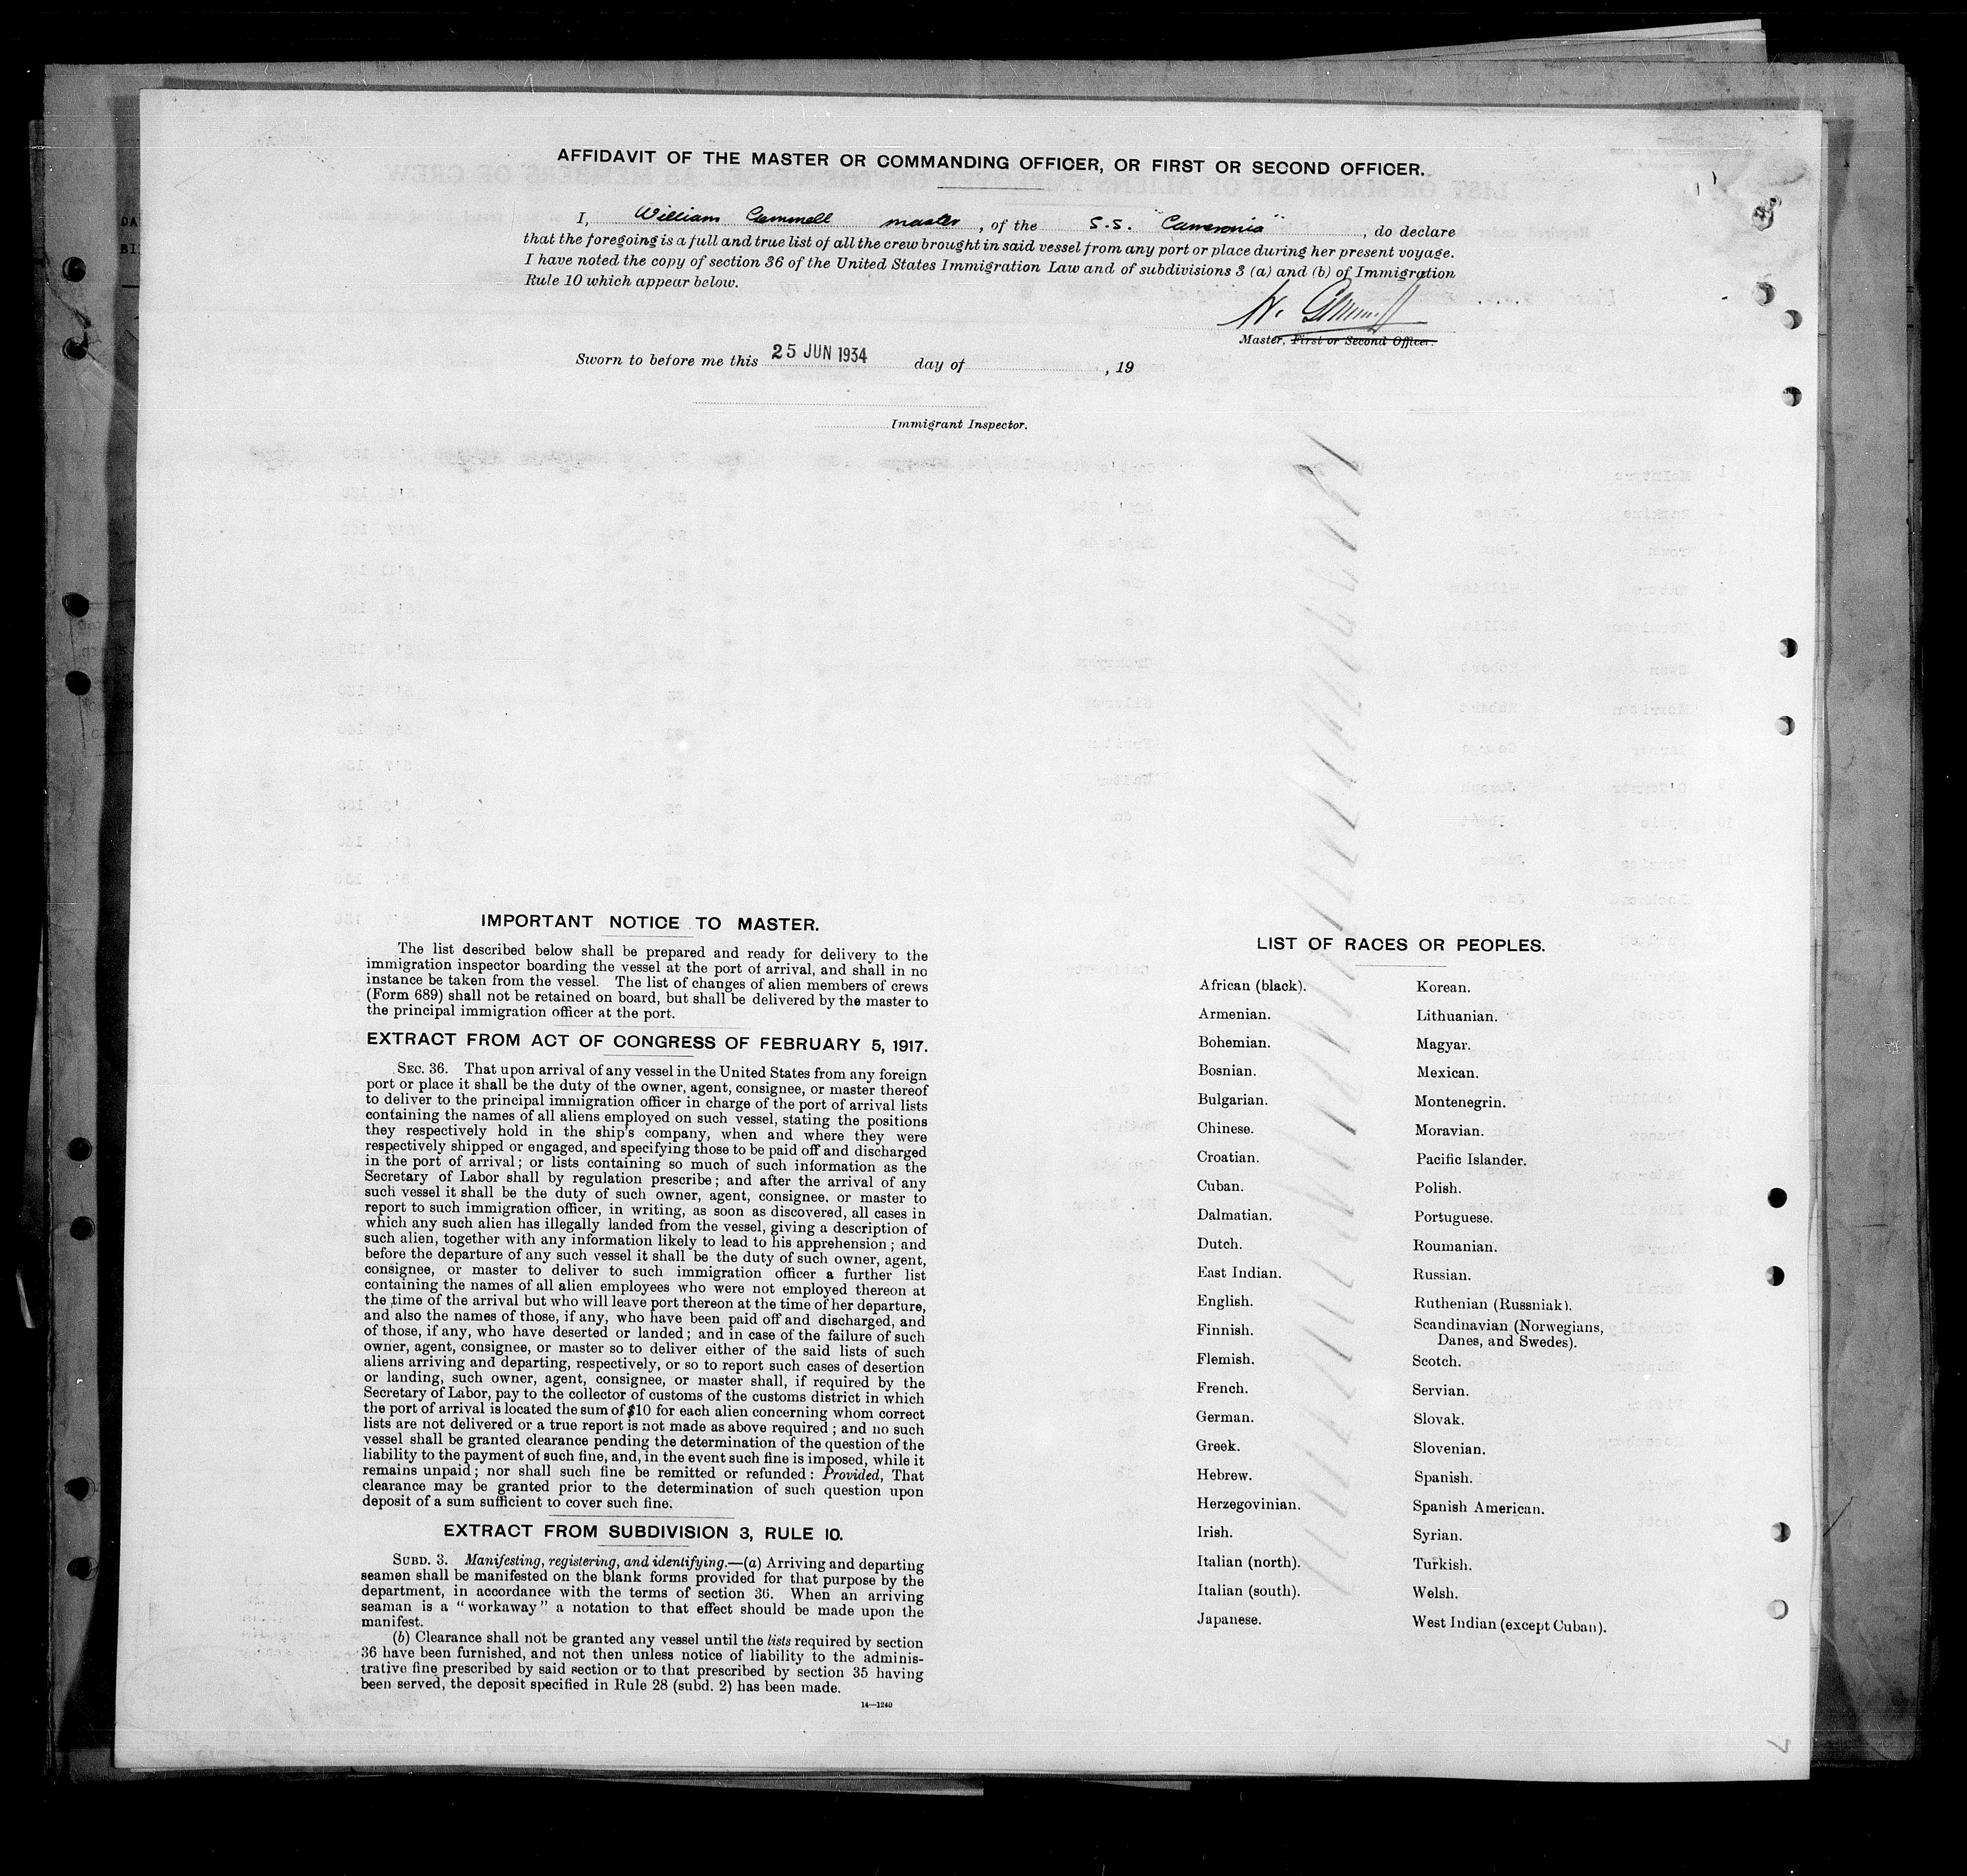 AFFIDAVIT OF THE MASTER OR COMMANDING OFFICER, OR FIRST OR SECOND OFFICER.
I, William Gemmell master, of the S.S. "Cameronia", do declare
that the foregoing is a full and true list of all the crew brought in said vessel from any port or place during her present voyage.
I have noted the copy of section 36 of the United States Immigration Law and of subdivisions 3 (a) and (b) of Immigration
Rule 10 which appear below.
W. Gemmell
Master, First or Second Officer.
Sworn to before me this 25 JUN 1934 day of , 19
Immigrant Inspector.
IMPORTANT NOTICE TO MASTER.
The list described below shall be prepared and ready for delivery to the
immigration inspector boarding the vessel at the port of arrival, and shall in no
instance be taken from the vessel. The list of changes of alien members of crews
(Form 689) shall not be retained on board, but shall be delivered by the master to
the principal immigration officer at the port.
EXTRACT FROM ACT OF CONGRESS OF FEBRUARY 5, 1917.
SEC. 36. That upon arrival of any vessel in the United States from any foreign
port or place it shall be the duty of the owner, agent, consignee, or master thereof
to deliver to the principal immigration officer in charge of the port of arrival lists
containing the names of all aliens employed on such vessel, stating the positions
they respectively hold in the ship's company, when and where they were
respectively shipped or engaged, and specifying those to be paid off and discharged
in the port of arrival; or lists containing so much of such information as the
Secretary of Labor shall by regulation prescribe; and after the arrival of any
such vessel it shall be the duty of such owner, agent, consignee, or master to
report to such immigration officer, in writing, as soon as discovered, all cases in
which any such alien has illegally landed from the vessel, giving a description of
such alien, together with any information likely to lead to his apprehension; and
before the departure of any such vessel it shall be the duty of such owner, agent,
consignee, or master to deliver to such immigration officer a further list
containing the names of all alien employees who were not employed thereon at
the time of the arrival but who will leave port thereon at the time of her departure,
and also the names of those, if any, who have been paid off and discharged, and
of those, if any, who have deserted or landed; and in case of the failure of such
owner, agent, consignee, or master so to deliver either of the said lists of such
aliens arriving and departing, respectively, or so to report such cases of desertion
or landing, such owner, agent, consignee, or master shall, if required by the
Secretary of Labor, pay to the collector of customs of the customs district in which
the port of arrival is located the sum of $10 for each alien concerning whom correct
lists are not delivered or a true report is not made as above required; and no such
vessel shall be granted clearance pending the determination of the question of the
liability to the payment of such fine, and, in the event such fine is imposed, while it
remains unpaid; nor shall such fine be remitted or refunded: Provided, That
clearance may be granted prior to the determination of such question upon
deposit of a sum sufficient to cover such fine.
EXTRACT FROM SUBDIVISION 3, RULE 10.
SUBD. 3. Manifesting, registering, and identifying.—(a) Arriving and departing
seamen shall be manifested on the blank forms provided for that purpose by the
department, in accordance with the terms of section 36. When an arriving
seaman is a "workaway" a notation to that effect should be made upon the
manifest.
(b) Clearance shall not be granted any vessel until the lists required by section
36 have been furnished, and not then unless notice of liability to the adminis-
trative fine prescribed by said section or to that prescribed by section 35 having
been served, the deposit specified in Rule 28 (subd. 2) has been made.
14—1240
LIST OF RACES OR PEOPLES.
African (black).
Armenian.
Bohemian.
Bosnian.
Bulgarian.
Chinese.
Croatian.
Cuban.
Dalmatian.
Dutch.
East Indian.
English.
Finnish.
Flemish.
French.
German.
Greek.
Hebrew.
Herzegovinian.
Irish.
Italian (north).
Italian (south).
Japanese.
Korean.
Lithuanian.
Magyar.
Mexican.
Montenegrin.
Moravian.
Pacific Islander.
Polish.
Portuguese.
Roumanian.
Russian.
Ruthenian (Russniak).
Scandinavian (Norwegians,
Danes, and Swedes).
Scotch.
Servian.
Slovak.
Slovenian.
Spanish.
Spanish American.
Syrian.
Turkish.
Welsh.
West Indian (except Cuban).